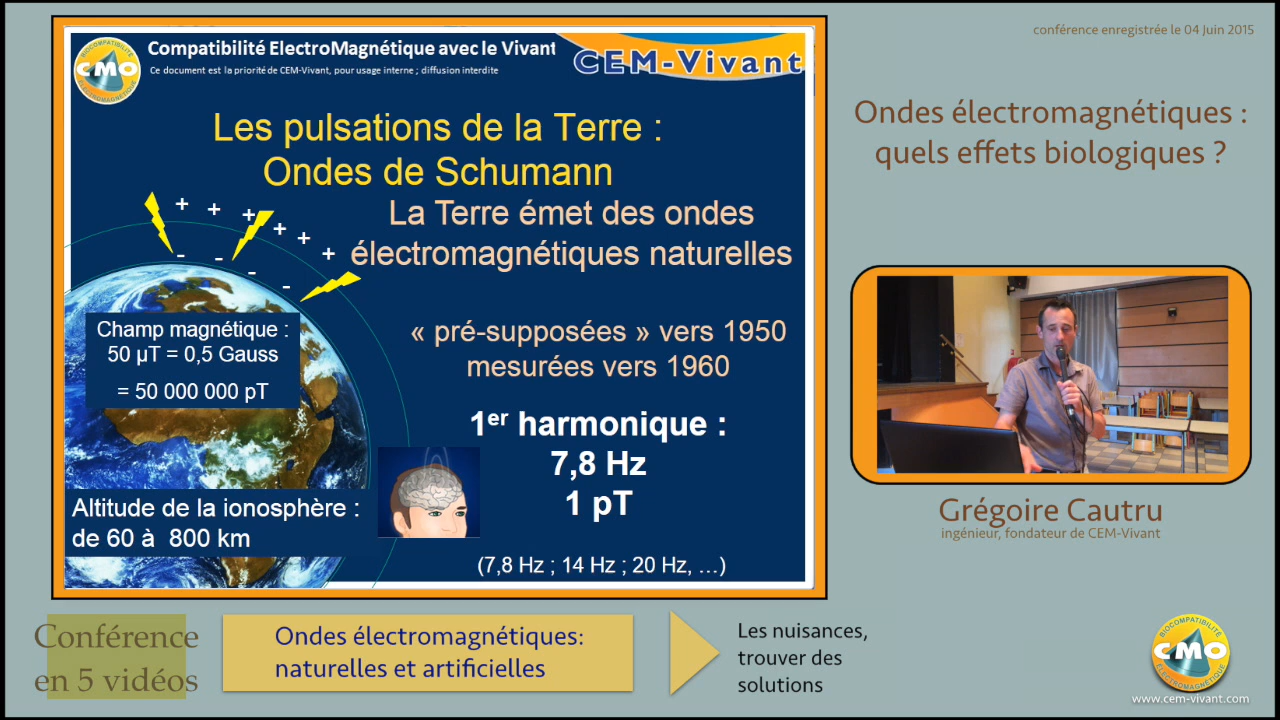 conférence enregistrée le 04 Juin 2015
BIOCOMPATIBILITÉ
CMO
ÉLECTROMAGNÉTIQUE
Compatibilité ElectroMagnétique avec le Vivant
Ce document est la priorité de CEM-Vivant, pour usage interne ; diffusion interdite
CEM-Vivant
Les pulsations de la Terre :
Ondes de Schumann
La Terre émet des ondes
électromagnétiques naturelles
+ + + + + +
- - - -
Champ magnétique :
50 µT = 0,5 Gauss
= 50 000 000 pT
« pré-supposées » vers 1950
mesurées vers 1960
1er harmonique :
7,8 Hz
1 pT
(7,8 Hz ; 14 Hz ; 20 Hz, ...)
Altitude de la ionosphère :
de 60 à 800 km
Ondes électromagnétiques :
quels effets biologiques ?
Grégoire Cautru
ingénieur, fondateur de CEM-Vivant
Conférence
en 5 vidéos
Ondes électromagnétiques:
naturelles et artificielles
Les nuisances,
trouver des
solutions
BIOCOMPATIBILITÉ
CMO
ÉLECTROMAGNÉTIQUE
www.cem-vivant.com